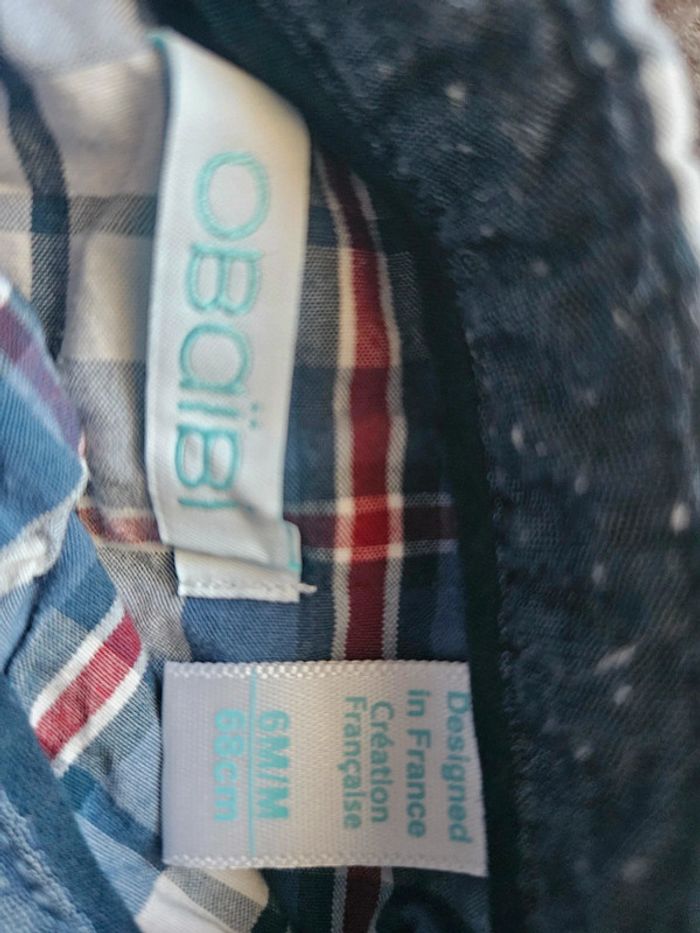 OBaïBI
Designed
in France
Création
Française
6M/M
68cm